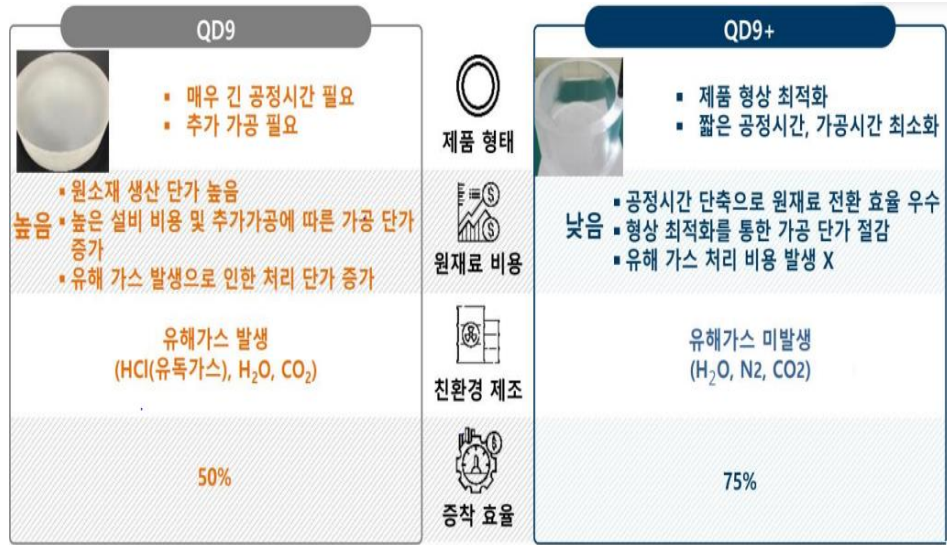 QD9
QD9+
▪ 매우 긴 공정시간 필요
▪ 추가 가공 필요
제품 형태
▪ 제품 형상 최적화
▪ 짧은 공정시간, 가공시간 최소화
높음
▪ 원소재 생산 단가 높음
▪ 높은 설비 비용 및 추가가공에 따른 가공 단가
증가
▪ 유해 가스 발생으로 인한 처리 단가 증가
원재료 비용
낮음
▪ 공정시간 단축으로 원재료 전환 효율 우수
▪ 형상 최적화를 통한 가공 단가 절감
▪ 유해 가스 처리 비용 발생 X
유해가스 발생
(HCl(유독가스), H₂O, CO₂)
친환경 제조
유해가스 미발생
(H₂O, N2, CO2)
50%
증착 효율
75%